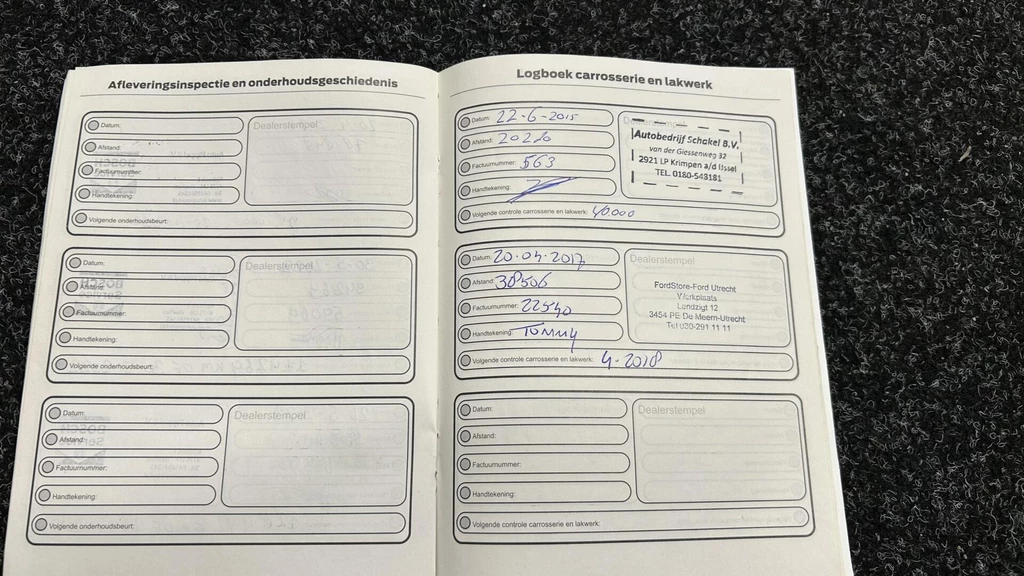 Afleveringsinspectie en onderhoudsgeschiedenis
Datum:
Afstand:
Factuurnummer:
Handtekening:
Volgende onderhoudsbeurt:
Dealerstempel
Datum:
Afstand:
Factuurnummer:
Handtekening:
Volgende onderhoudsbeurt:
Dealerstempel
Datum:
Afstand:
Factuurnummer:
Handtekening:
Volgende onderhoudsbeurt:
Dealerstempel
Logboek carrosserie en lakwerk
Datum: 22-6-2015
Afstand: 20220
Factuurnummer: 563
Handtekening:
Volgende controle carrosserie en lakwerk: 40000
Autobedrijf Schakel B.V.
van der Giessenweg 32
2921 LP Krimpen a/d IJssel
TEL. 0180-548181
Datum: 20-04-2017
Afstand: 38506
Factuurnummer: 22540
Handtekening: Tommy
Volgende controle carrosserie en lakwerk: 4-2018
Dealerstempel
FordStore-Ford Utrecht
Werkplaats
Landzigt 12
3454 PE De Meern-Utrecht
Tel 030-291 11 11
Datum:
Afstand:
Factuurnummer:
Handtekening:
Volgende controle carrosserie en lakwerk:
Dealerstempel